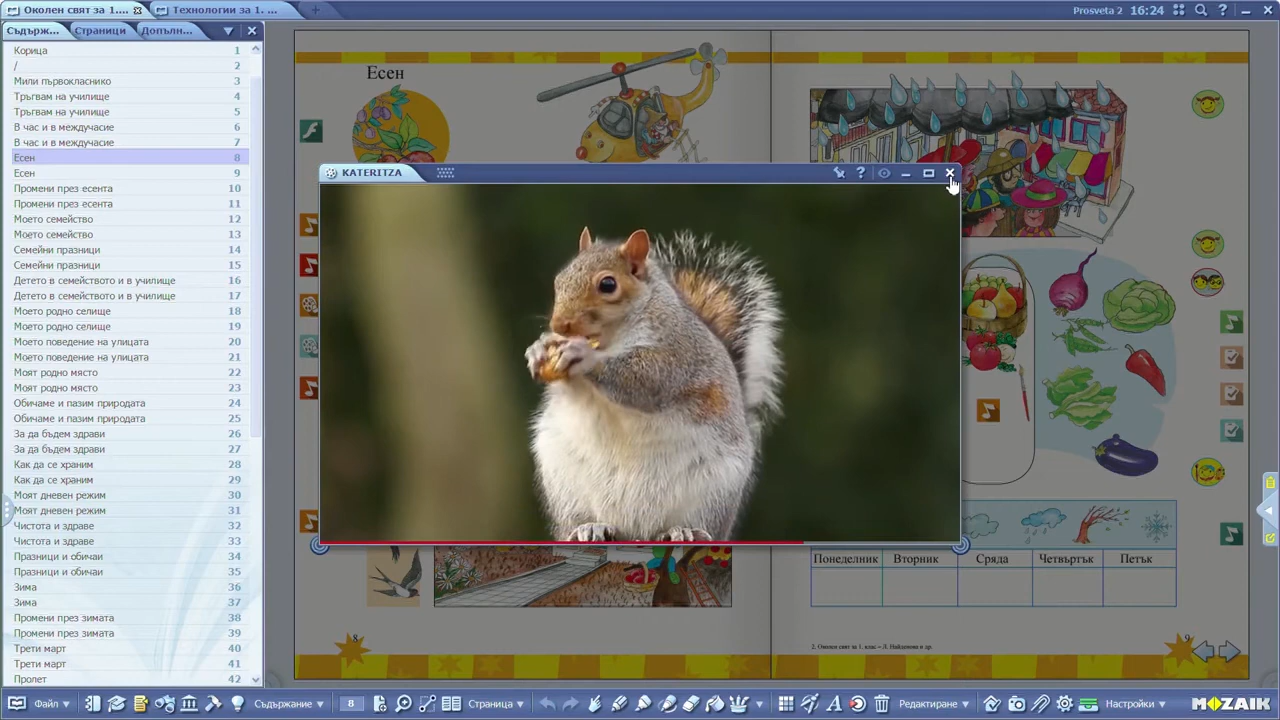 Околен свят за 1....
Технологии за 1. ...
Prosveta 2 16:24
Съдърж...
Страници
Допълн...
Корица 1
/ 2
Мили първокласнико 3
Тръгвам на училище 4
Тръгвам на училище 5
В час и в междучасие 6
В час и в междучасие 7
Есен 8
Есен 9
Промени през есента 10
Промени през есента 11
Моето семейство 12
Моето семейство 13
Семейни празници 14
Семейни празници 15
Детето в семейството и в училище 16
Детето в семейството и в училище 17
Моето родно селище 18
Моето родно селище 19
Моето поведение на улицата 20
Моето поведение на улицата 21
Моят родно място 22
Моят родно място 23
Обичаме и пазим природата 24
Обичаме и пазим природата 25
За да бъдем здрави 26
За да бъдем здрави 27
Как да се храним 28
Как да се храним 29
Моят дневен режим 30
Моят дневен режим 31
Чистота и здраве 32
Чистота и здраве 33
Празници и обичаи 34
Празници и обичаи 35
Зима 36
Зима 37
Промени през зимата 38
Промени през зимата 39
Трети март 40
Трети март 41
Пролет 42
Есен
KATERITZA
Понеделник Вторник Сряда Четвъртък Петък
8
2. Околен свят за 1. клас – Л. Найденова и др.
9
Файл
Съдържание
8
Страница
Редактиране
Настройки
MOZAIK